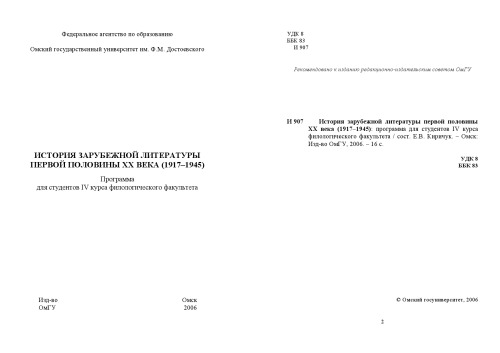 Федеральное агентство по образованию
Омский государственный университет им. Ф.М. Достоевского
ИСТОРИЯ ЗАРУБЕЖНОЙ ЛИТЕРАТУРЫ
ПЕРВОЙ ПОЛОВИНЫ XX ВЕКА (1917–1945)
Программа
для студентов IV курса филологического факультета
Изд-во Омск
ОмГУ 2006
УДК 8
ББК 83
И 907
Рекомендовано к изданию редакционно-издательским советом ОмГУ
И 907 История зарубежной литературы первой половины
XX века (1917–1945): программа для студентов IV курса
филологического факультета / сост. Е.В. Киричук. – Омск:
Изд-во ОмГУ, 2006. – 16 с.
УДК 8
ББК 83
© Омский госуниверситет, 2006
2